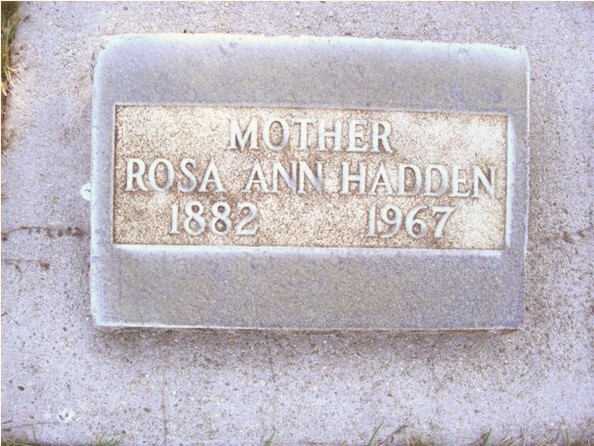 MOTHER
ROSA ANN HADDEN
1882 1967